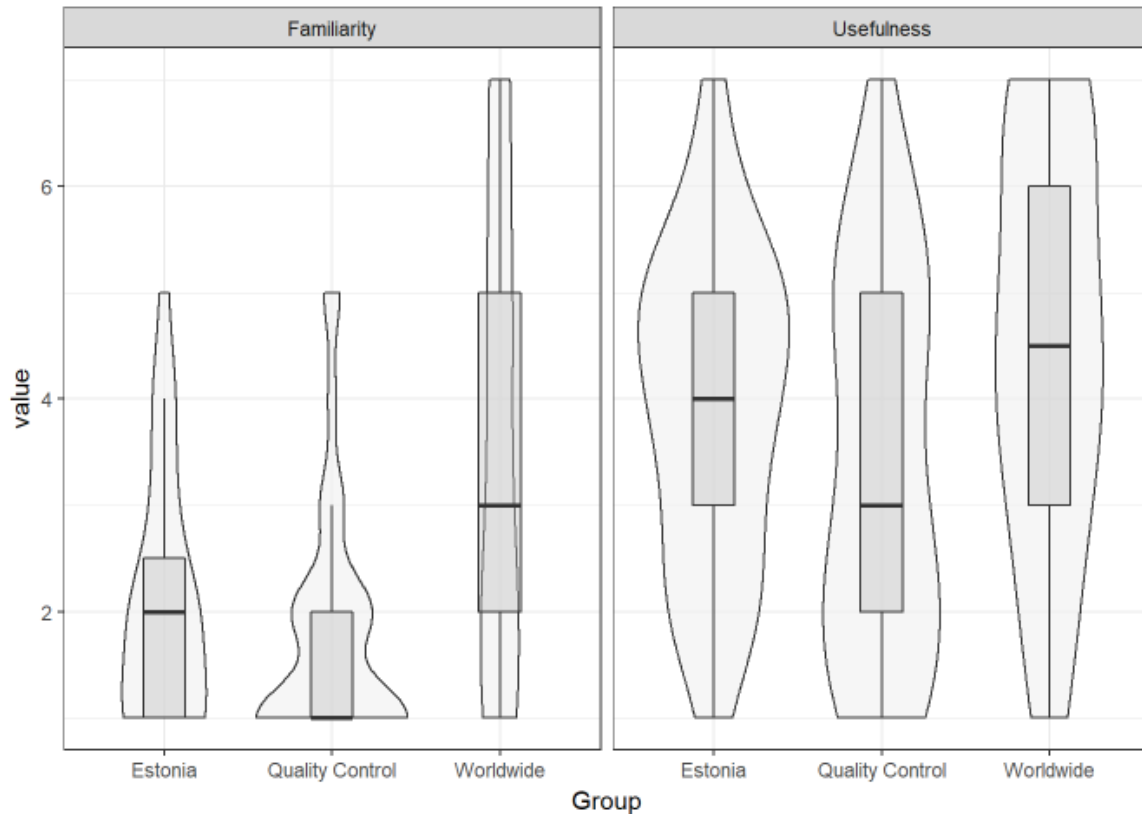 Familiarity
Usefulness
value
6
4
2
Estonia
Quality Control
Worldwide
Estonia
Quality Control
Worldwide
Group